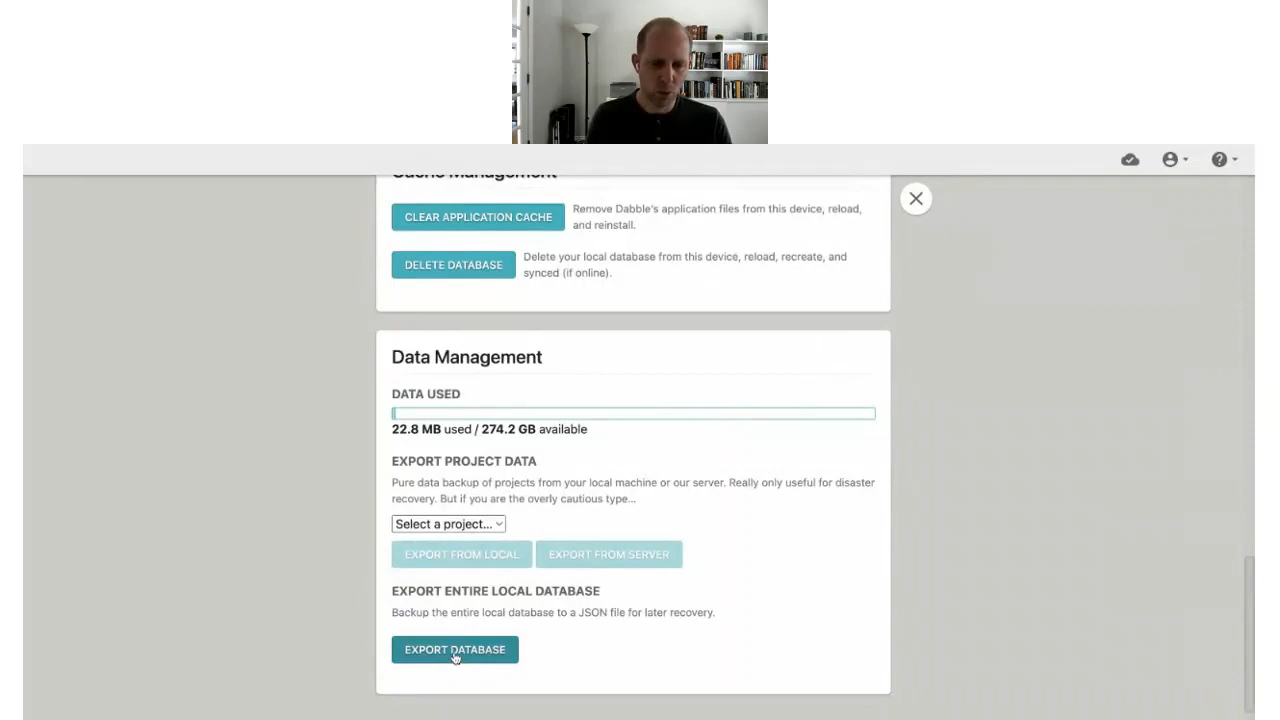 Cache Management
CLEAR APPLICATION CACHE
Remove Dabble's application files from this device, reload,
and reinstall.
DELETE DATABASE
Delete your local database from this device, reload, recreate, and
synced (if online).
Data Management
DATA USED
22.8 MB used / 274.2 GB available
EXPORT PROJECT DATA
Pure data backup of projects from your local machine or our server. Really only useful for disaster
recovery. But if you are the overly cautious type...
Select a project...
EXPORT FROM LOCAL
EXPORT FROM SERVER
EXPORT ENTIRE LOCAL DATABASE
Backup the entire local database to a JSON file for later recovery.
EXPORT DATABASE